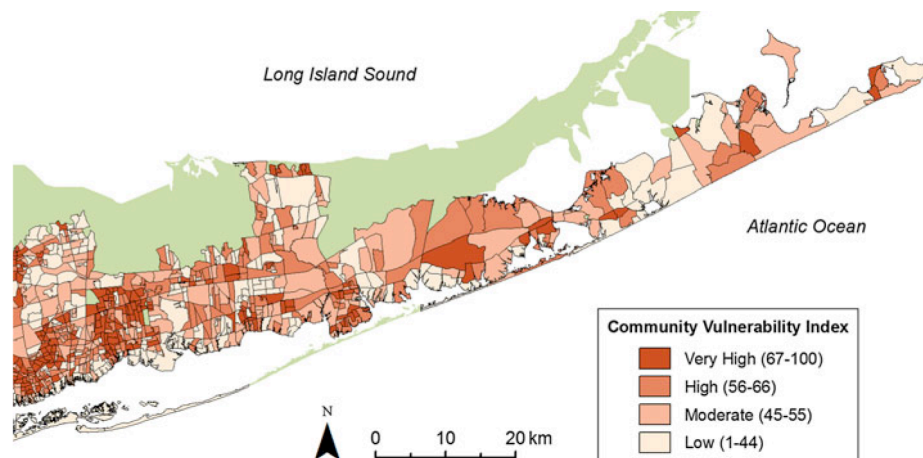 Long Island Sound
Atlantic Ocean
Community Vulnerability Index
Very High (67-100)
High (56-66)
Moderate (45-55)
Low (1-44)
N
0 10 20 km